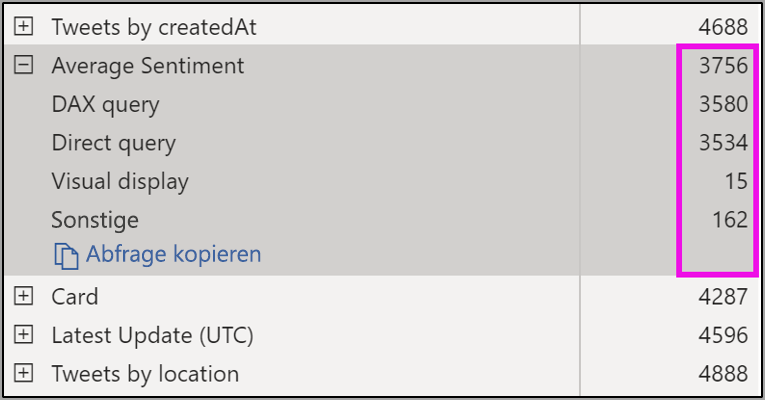 Tweets by createdAt 4688
Average Sentiment 3756
DAX query 3580
Direct query 3534
Visual display 15
Sonstige 162
Abfrage kopieren
Card 4287
Latest Update (UTC) 4596
Tweets by location 4888